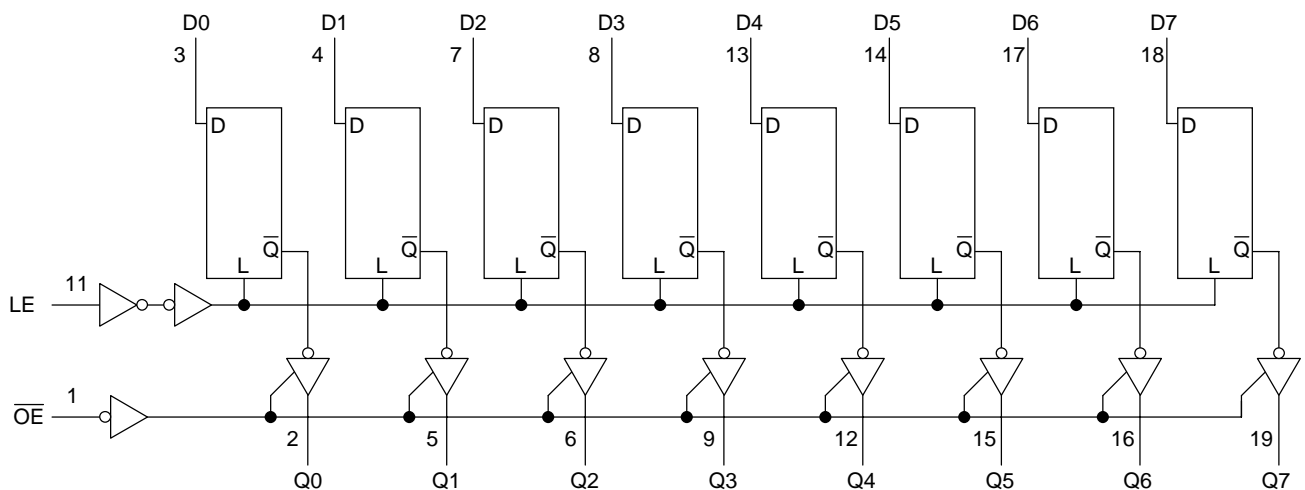 D0 D1 D2 D3 D4 D5 D6 D7
3 4 7 8 13 14 17 18
D D D D D D D D
Q̅ Q̅ Q̅ Q̅ Q̅ Q̅ Q̅ Q̅
L L L L L L L L
11
LE
1
O̅E̅
2 5 6 9 12 15 16 19
Q0 Q1 Q2 Q3 Q4 Q5 Q6 Q7